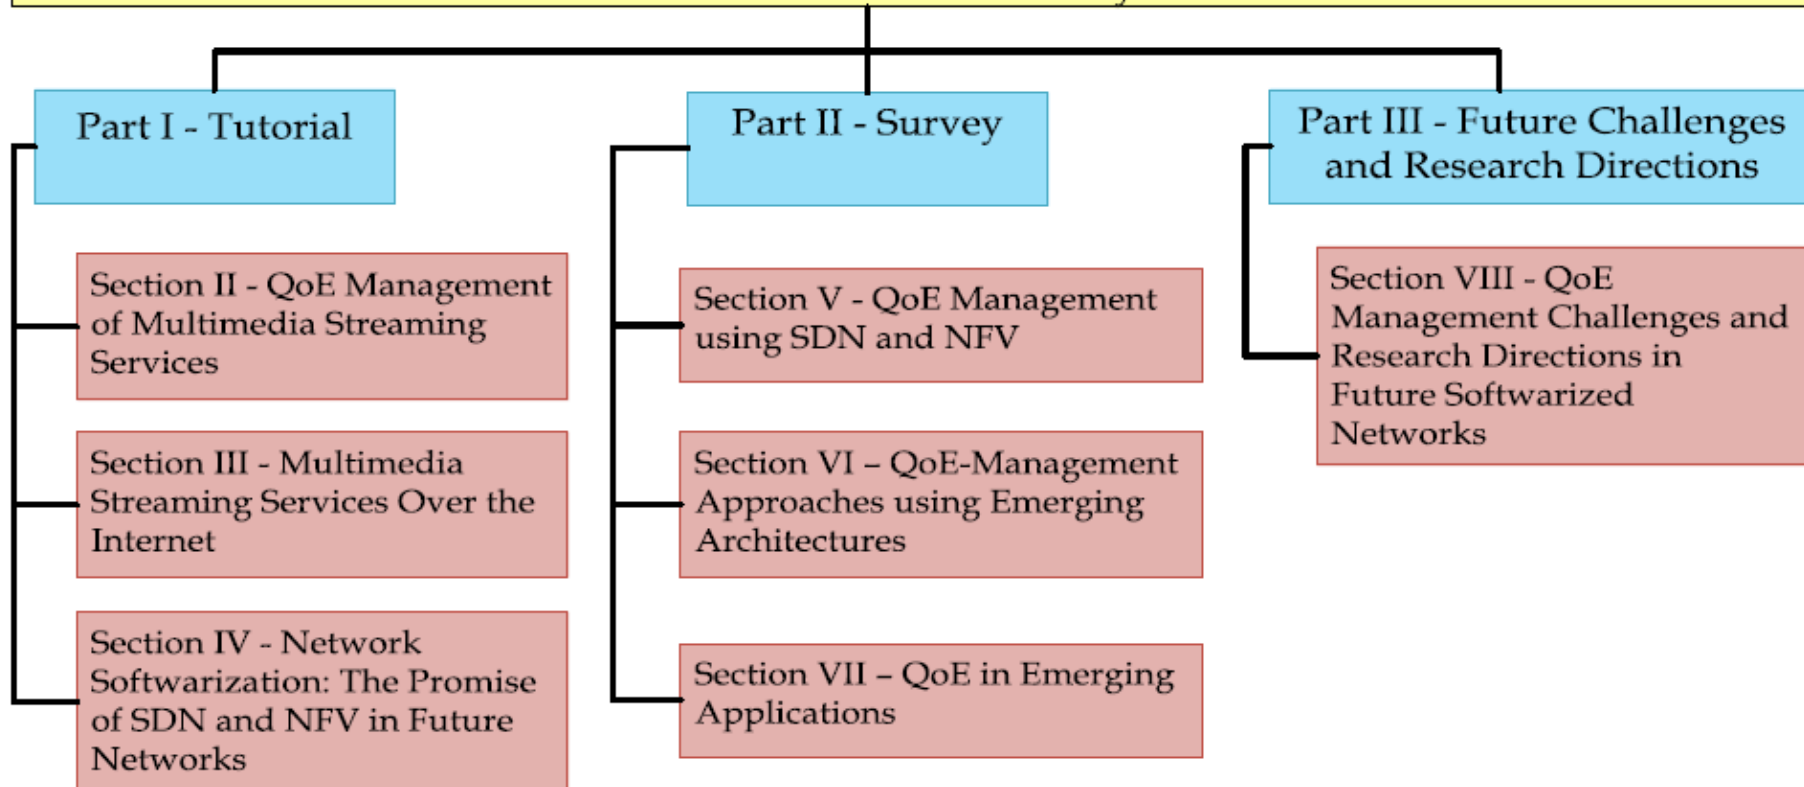 Part I - Tutorial
Section II - QoE Management
of Multimedia Streaming
Services
Section III - Multimedia
Streaming Services Over the
Internet
Section IV - Network
Softwarization: The Promise
of SDN and NFV in Future
Networks
Part II - Survey
Section V - QoE Management
using SDN and NFV
Section VI – QoE-Management
Approaches using Emerging
Architectures
Section VII – QoE in Emerging
Applications
Part III - Future Challenges
and Research Directions
Section VIII - QoE
Management Challenges and
Research Directions in
Future Softwarized
Networks